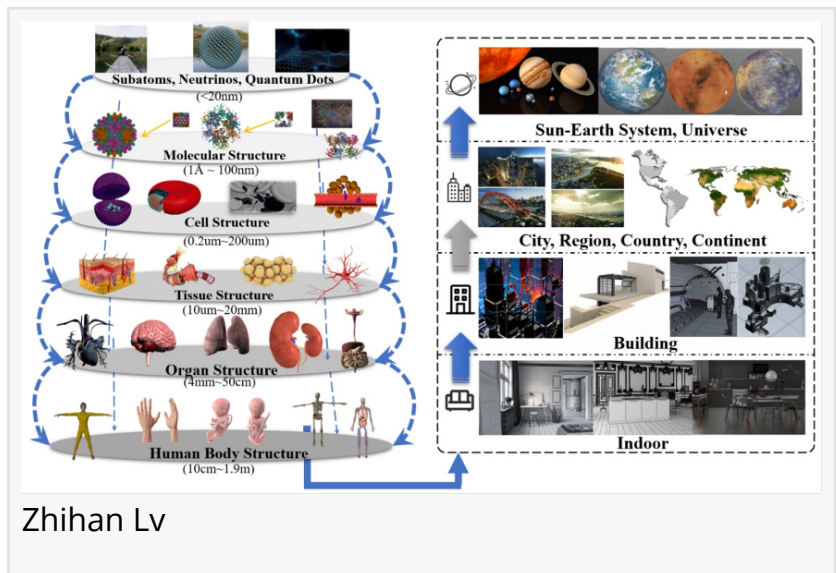 Subatoms, Neutrinos, Quantum Dots
(<20nm)
Molecular Structure
(1A ~ 100nm)
Cell Structure
(0.2um~200um)
Tissue Structure
(10um~20mm)
Organ Structure
(4mm~50cm)
Human Body Structure
(10cm~1.9m)
Sun-Earth System, Universe
City, Region, Country, Continent
Building
Indoor
Zhihan Lv